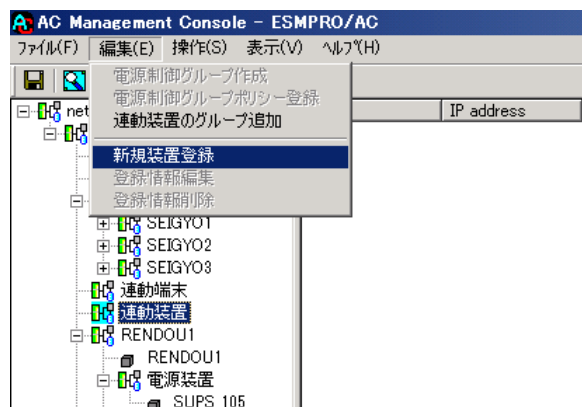 AC Management Console - ESMPRO/AC
ファイル(F) 編集(E) 操作(S) 表示(V) ヘルプ(H)
電源制御グループ作成
電源制御グループポリシー登録
連動装置のグループ追加
新規装置登録
登録情報編集
登録情報削除
IP address
net
SEIGYO1
SEIGYO2
SEIGYO3
連動端末
連動装置
RENDOU1
RENDOU1
電源装置
SUPS_105